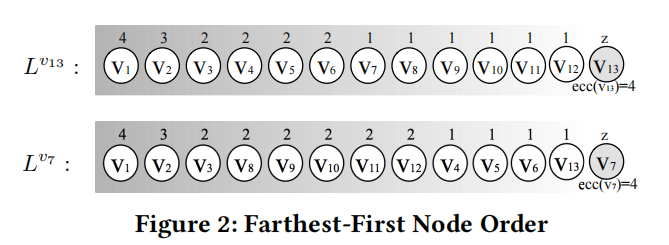 4 3 2 2 2 2 1 1 1 1 1 1 z
L^{v13} : V1 V2 V3 V4 V5 V6 V7 V8 V9 V10 V11 V12 V13
ecc(v13)=4
4 3 2 2 2 2 2 2 1 1 1 1 z
L^{v7} : V1 V2 V3 V8 V9 V10 V11 V12 V4 V5 V6 V13 V7
ecc(v7)=4
Figure 2: Farthest-First Node Order